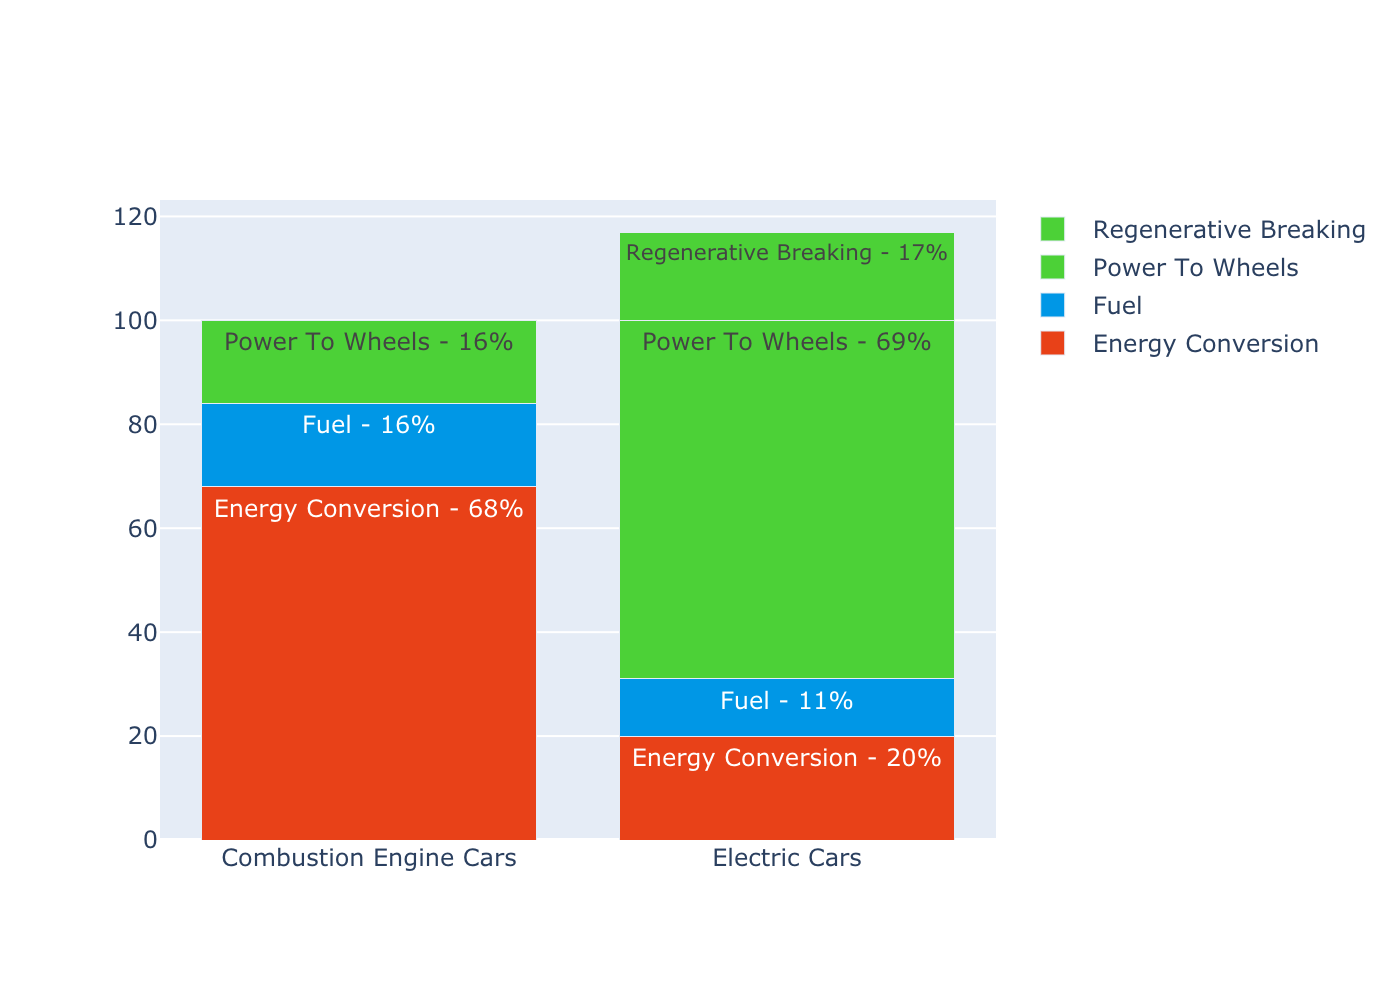 120
100
80
60
40
20
0
Power To Wheels - 16%
Fuel - 16%
Energy Conversion - 68%
Regenerative Breaking - 17%
Power To Wheels - 69%
Fuel - 11%
Energy Conversion - 20%
Combustion Engine Cars
Electric Cars
Regenerative Breaking
Power To Wheels
Fuel
Energy Conversion